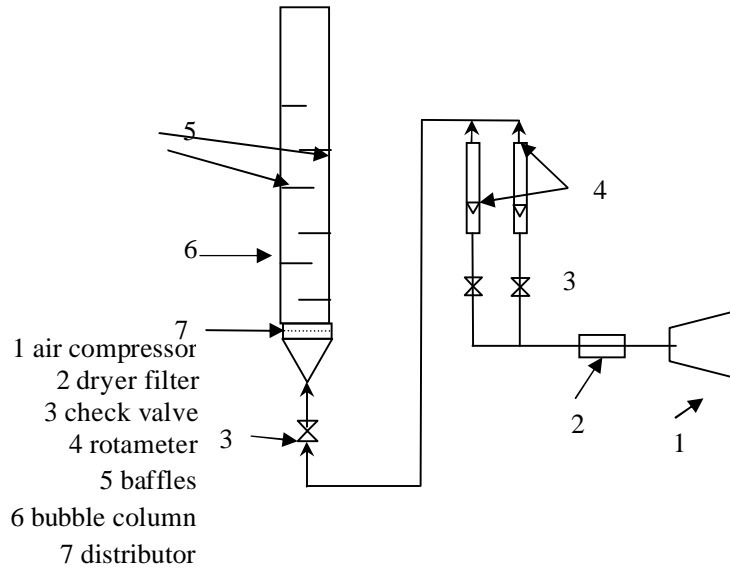 5
4
6
3
7
1 air compressor
2 dryer filter
3 check valve
4 rotameter
5 baffles
6 bubble column
7 distributor
3
2
1